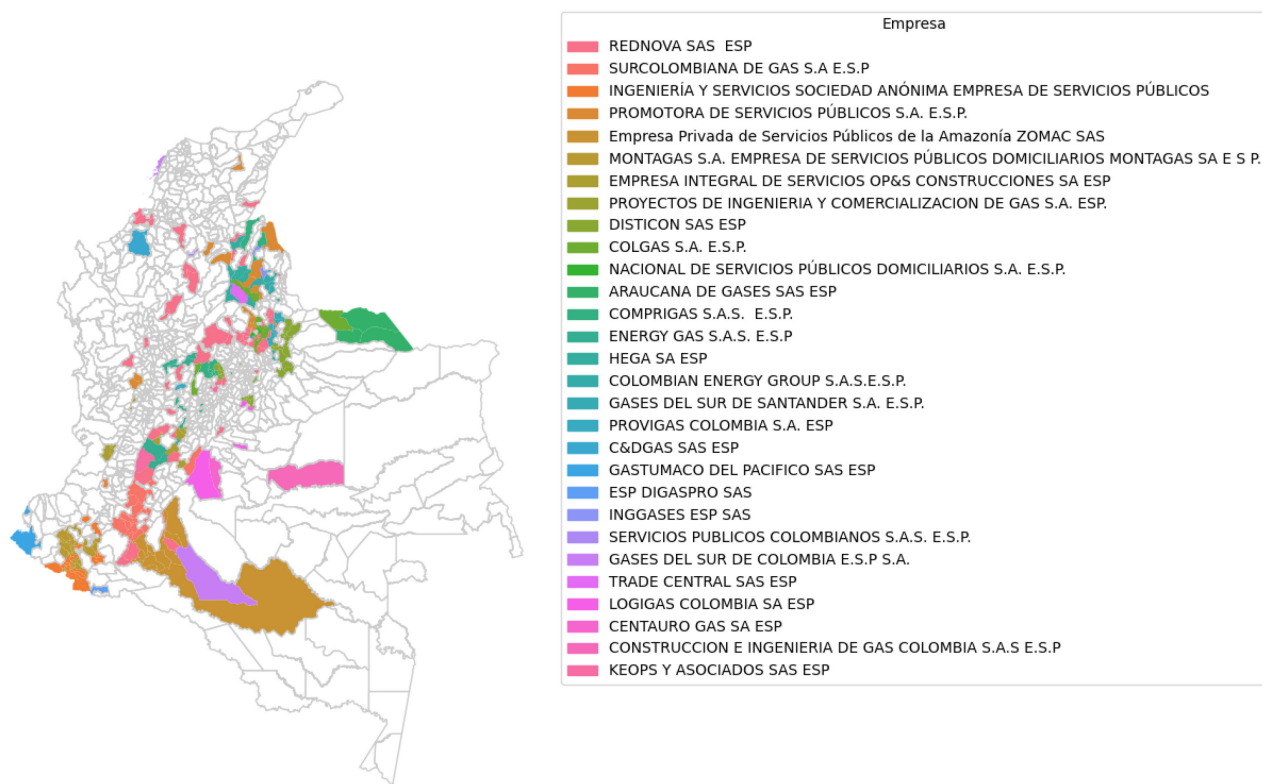 Empresa
REDNOVA SAS  ESP
SURCOLOMBIANA DE GAS S.A E.S.P
INGENIERÍA Y SERVICIOS SOCIEDAD ANÓNIMA EMPRESA DE SERVICIOS PÚBLICOS
PROMOTORA DE SERVICIOS PÚBLICOS S.A. E.S.P.
Empresa Privada de Servicios Públicos de la Amazonía ZOMAC SAS
MONTAGAS S.A. EMPRESA DE SERVICIOS PÚBLICOS DOMICILIARIOS MONTAGAS SA E S P.
EMPRESA INTEGRAL DE SERVICIOS OP&S CONSTRUCCIONES SA ESP
PROYECTOS DE INGENIERIA Y COMERCIALIZACION DE GAS S.A. ESP.
DISTICON SAS ESP
COLGAS S.A. E.S.P.
NACIONAL DE SERVICIOS PÚBLICOS DOMICILIARIOS S.A. E.S.P.
ARAUCANA DE GASES SAS ESP
COMPRIGAS S.A.S.  E.S.P.
ENERGY GAS S.A.S. E.S.P
HEGA SA ESP
COLOMBIAN ENERGY GROUP S.A.S.E.S.P.
GASES DEL SUR DE SANTANDER S.A. E.S.P.
PROVIGAS COLOMBIA S.A. ESP
C&DGAS SAS ESP
GASTUMACO DEL PACIFICO SAS ESP
ESP DIGASPRO SAS
INGGASES ESP SAS
SERVICIOS PUBLICOS COLOMBIANOS S.A.S. E.S.P.
GASES DEL SUR DE COLOMBIA E.S.P S.A.
TRADE CENTRAL SAS ESP
LOGIGAS COLOMBIA SA ESP
CENTAURO GAS SA ESP
CONSTRUCCION E INGENIERIA DE GAS COLOMBIA S.A.S E.S.P
KEOPS Y ASOCIADOS SAS ESP